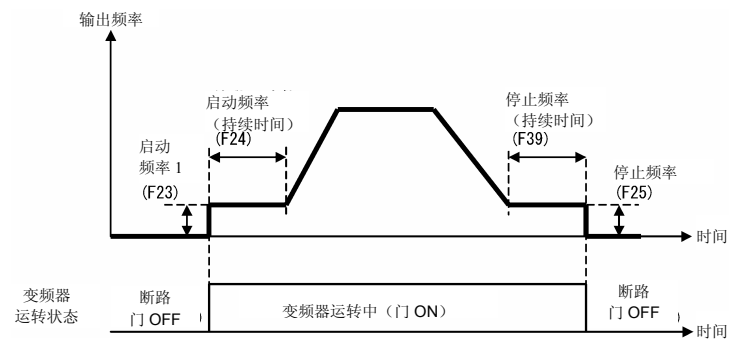 输出频率
启动频率
（持续时间）
(F24)
停止频率
（持续时间）
(F39)
启动
频率 1
(F23)
停止频率
(F25)
时间
变频器
运转状态
断路
门 OFF
变频器运转中（门 ON）
断路
门 OFF
时间